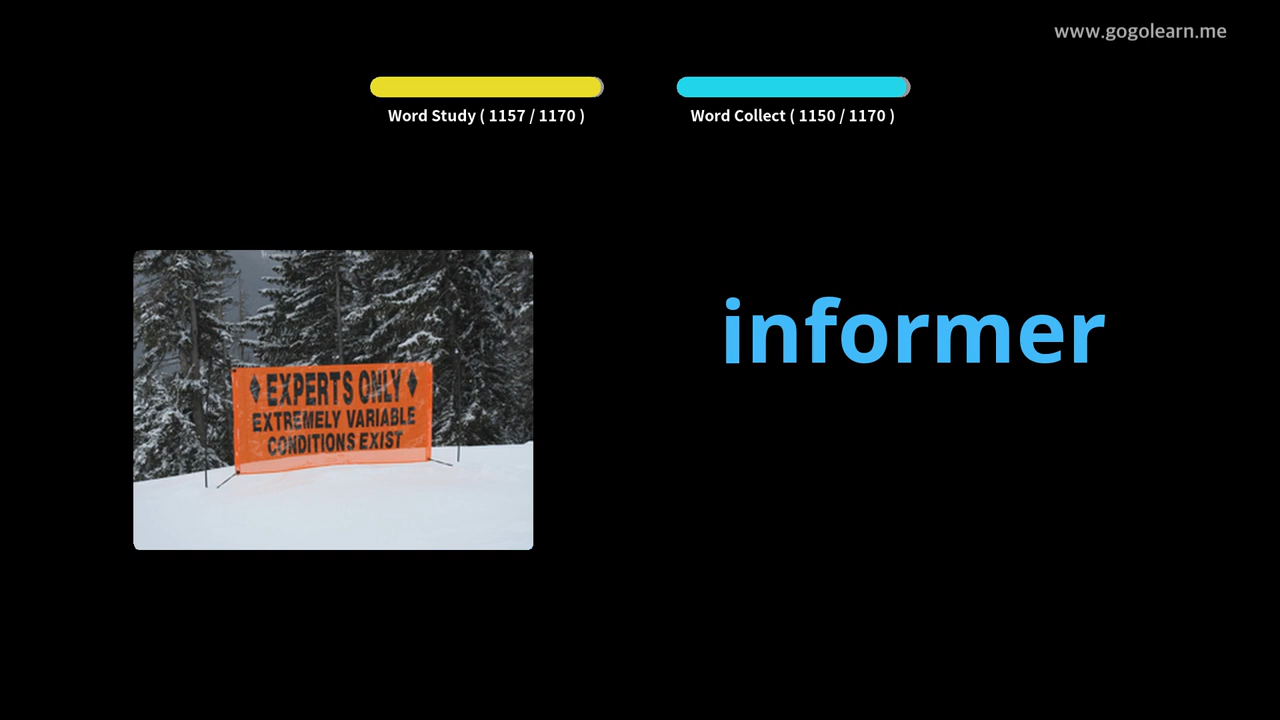 www.gogolearn.me
Word Study ( 1157 / 1170 )
Word Collect ( 1150 / 1170 )
EXPERTS ONLY
EXTREMELY VARIABLE
CONDITIONS EXIST
informer